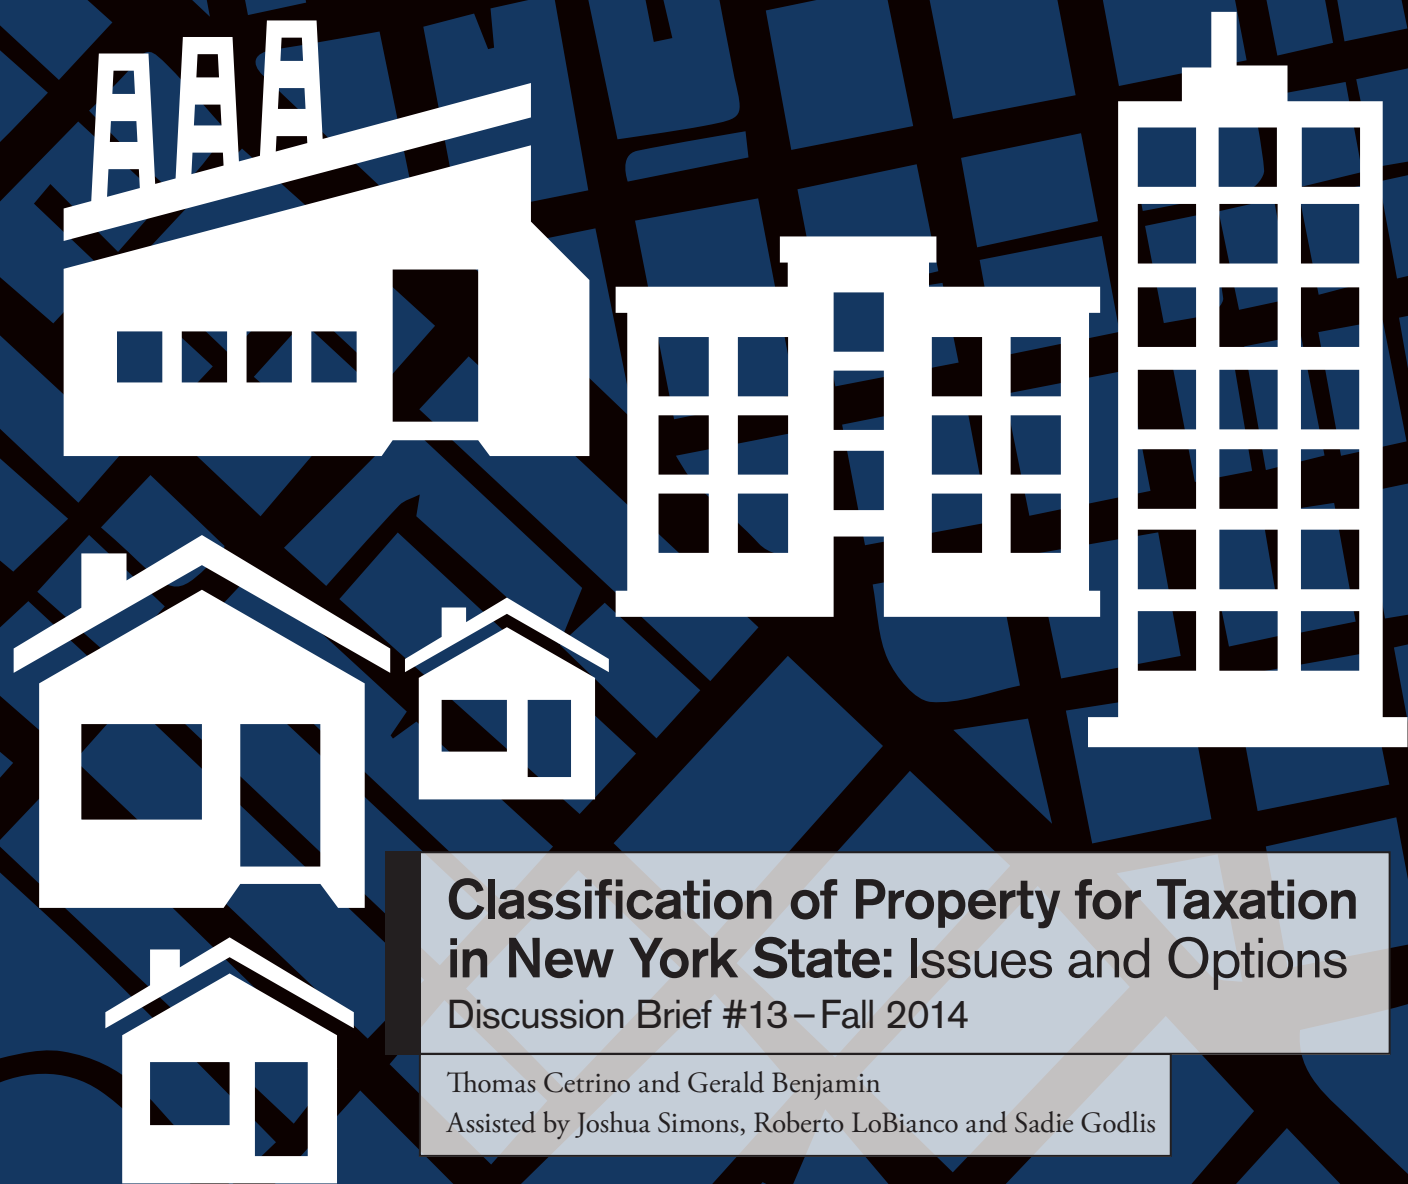 Classification of Property for Taxation
in New York State: Issues and Options
Discussion Brief #13 – Fall 2014
Thomas Cetrino and Gerald Benjamin
Assisted by Joshua Simons, Roberto LoBianco and Sadie Godlis